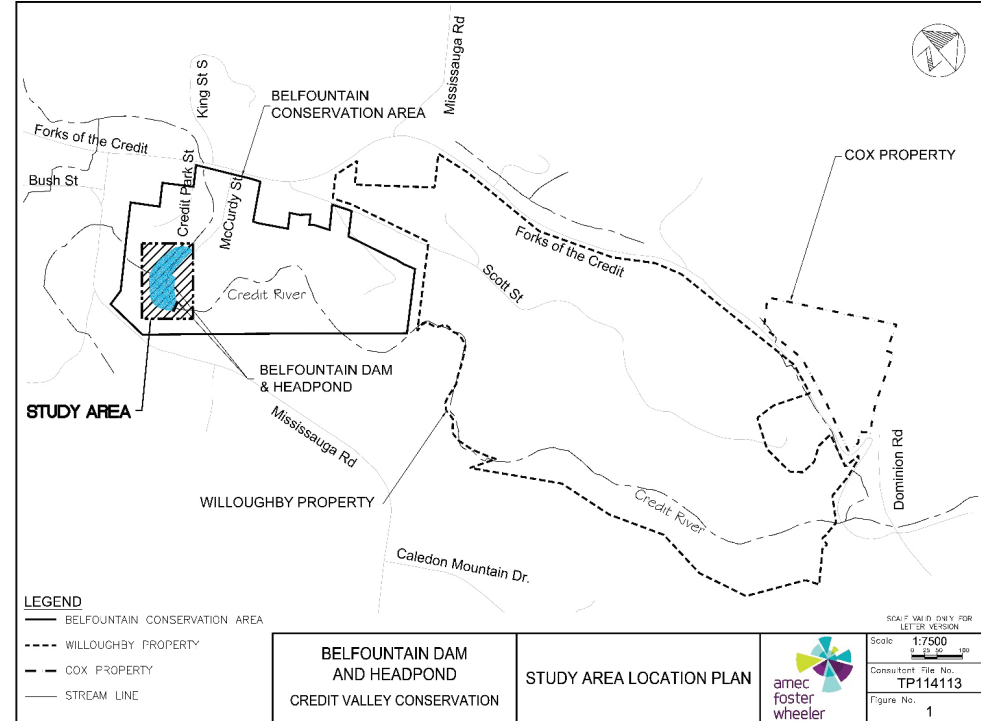 Mississauga Rd
King St S
BELFOUNTAIN
CONSERVATION AREA
Forks of the Credit
Bush St
Credit Park St
McCurdy St
COX PROPERTY
Forks of the Credit
Scott St
Credit River
BELFOUNTAIN DAM
& HEADPOND
STUDY AREA
Mississauga Rd
WILLOUGHBY PROPERTY
Credit River
Dominion Rd
Caledon Mountain Dr.
LEGEND
BELFOUNTAIN CONSERVATION AREA
WILLOUGHBY PROPERTY
COX PROPERTY
STREAM LINE
BELFOUNTAIN DAM
AND HEADPOND
CREDIT VALLEY CONSERVATION
STUDY AREA LOCATION PLAN
amec
foster
wheeler
SCALE VALID ONLY FOR
LETTER VERSION
Scale 1:7500
0 25 50 100
Consultant File No.
TP114113
Figure No.
1